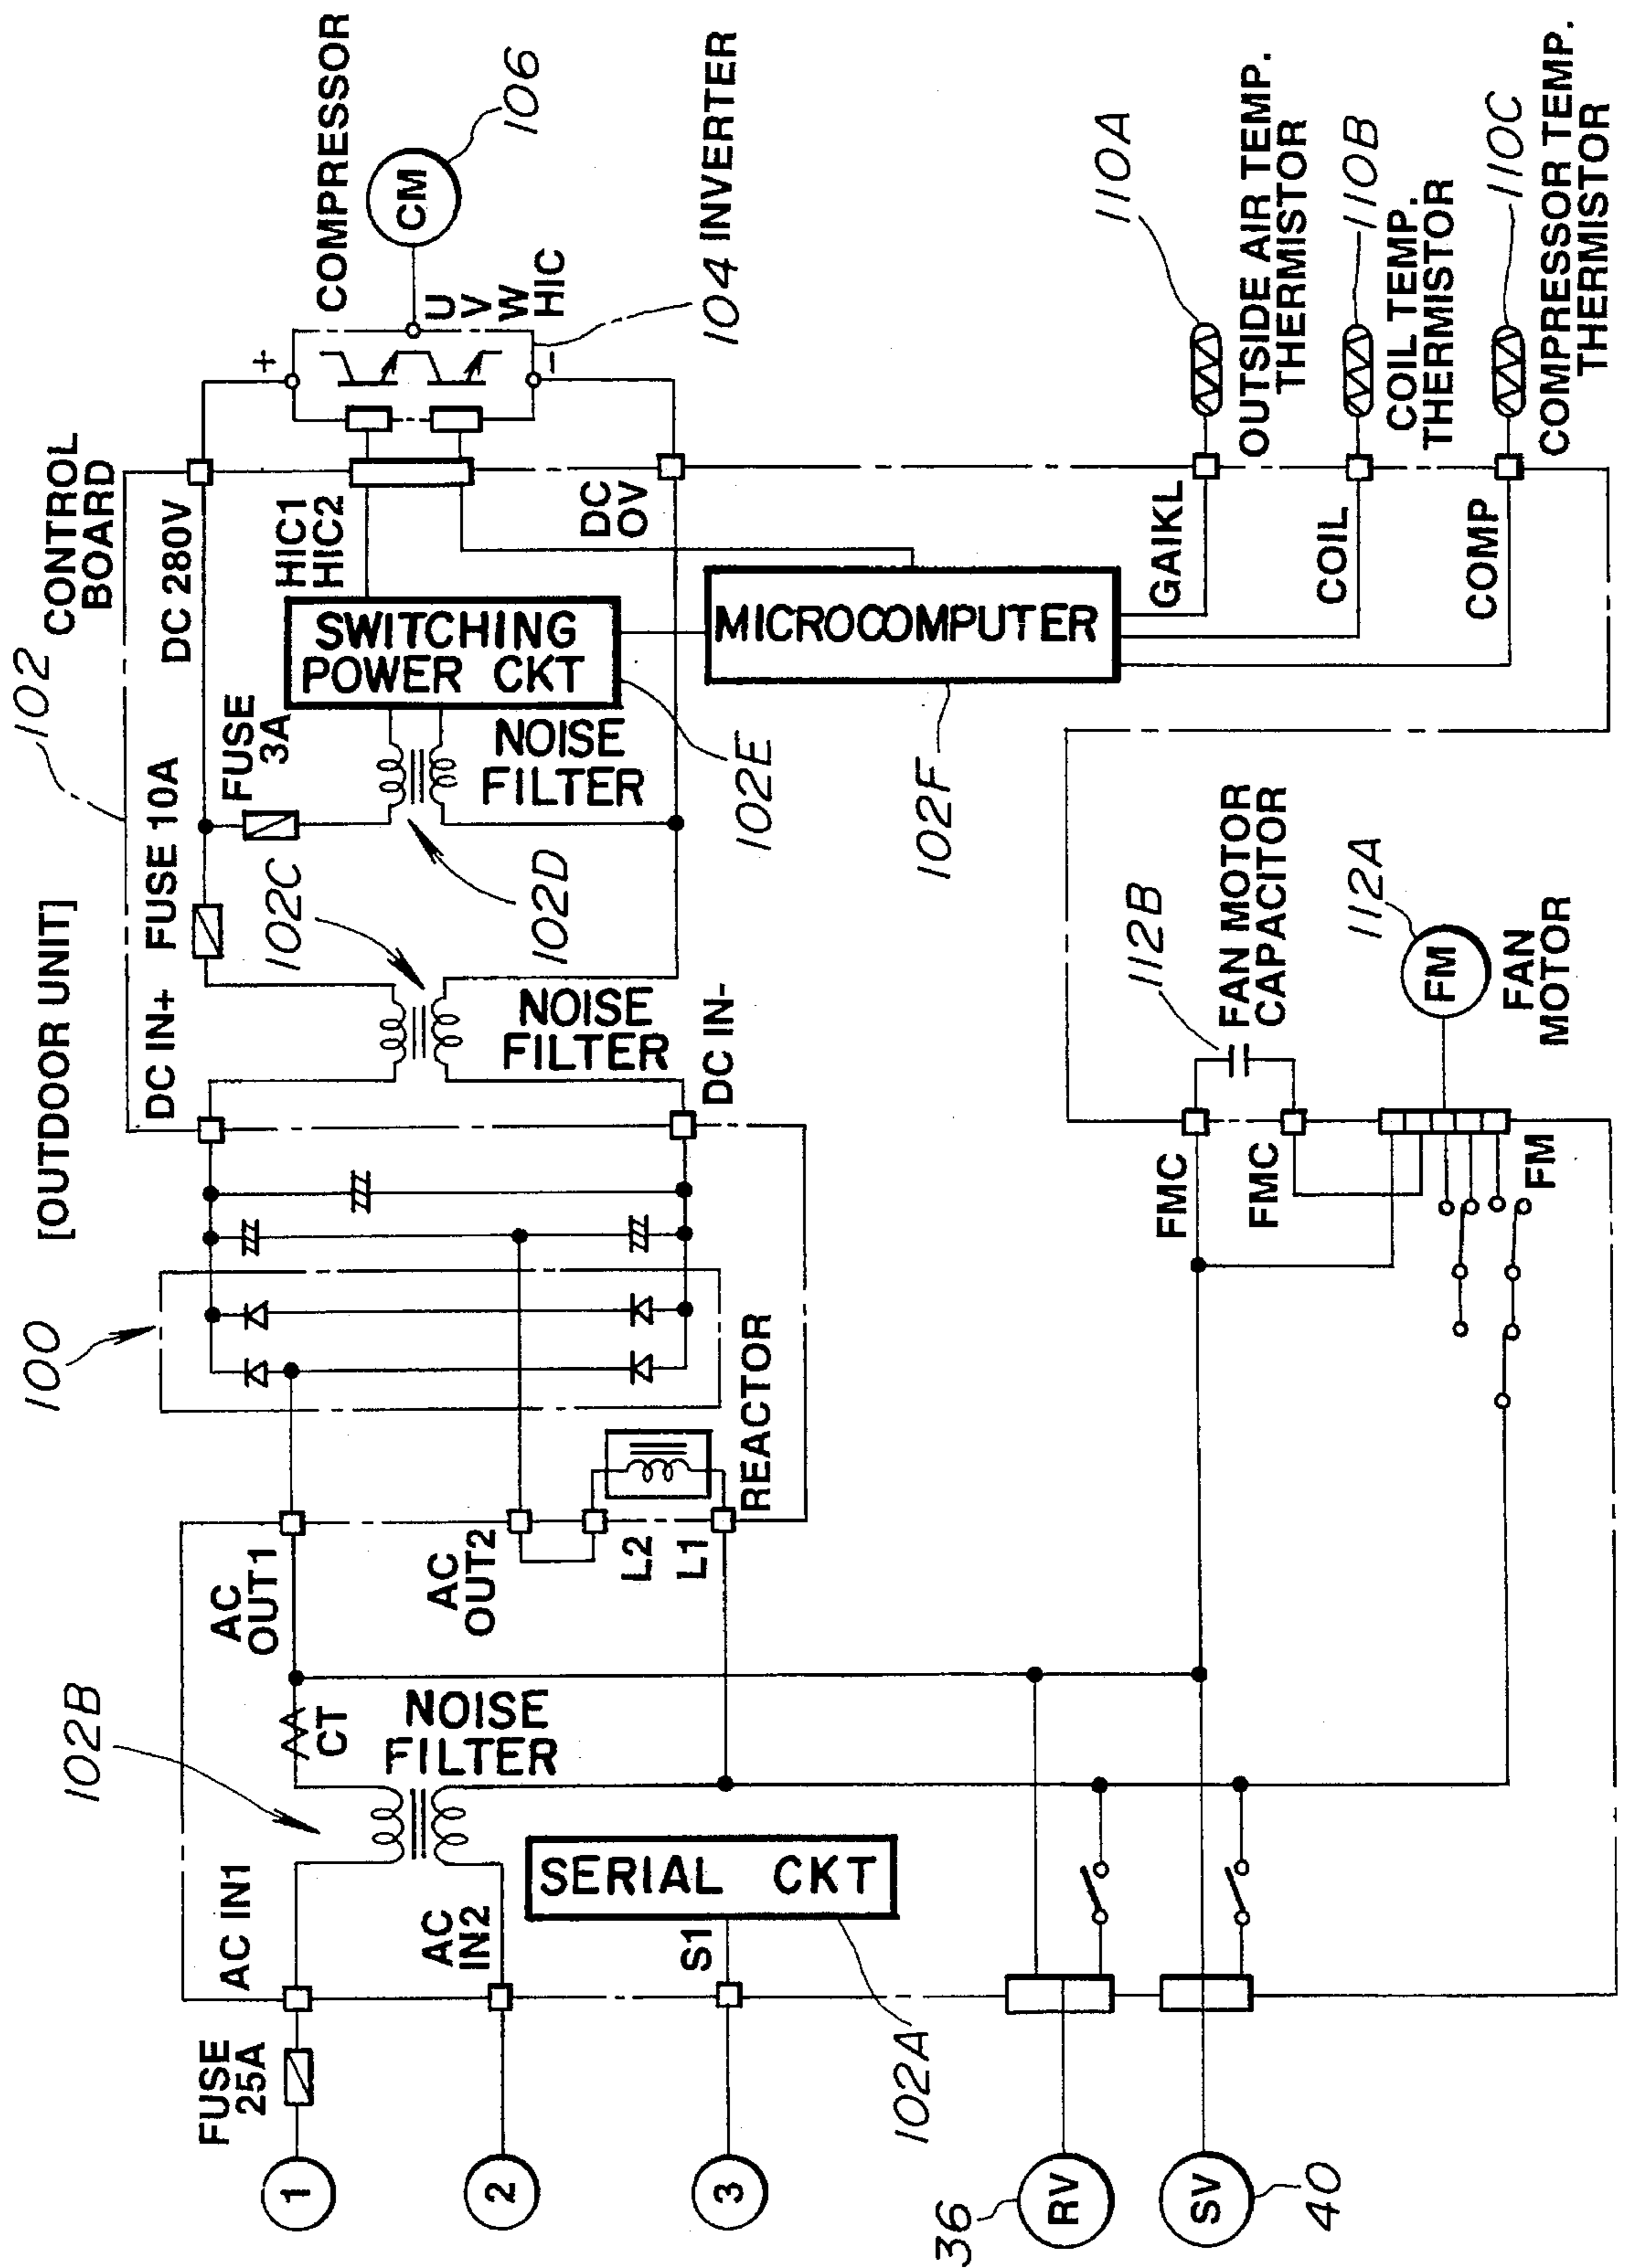 [OUTDOOR UNIT]
102
CONTROL
BOARD
COMPRESSOR
106
CM
100
DC IN+
FUSE 10A
FUSE
3A
DC 280V
+
U
V
W
HIC
-
104 INVERTER
102B
FUSE
25A
AC IN1
AC
OUT1
CT
102C
HIC1
HIC2
1
NOISE
FILTER
AC
OUT2
NOISE
FILTER
102D
NOISE
FILTER
SWITCHING
POWER CKT
DC
0V
2
AC
IN2
L2
L1
REACTOR
DC IN-
102E
3
S1
SERIAL CKT
102A
MICROCOMPUTER
102F
110A
GAIKL
OUTSIDE AIR TEMP.
THERMISTOR
110B
COIL
COIL TEMP.
THERMISTOR
110C
COMP
COMPRESSOR TEMP.
THERMISTOR
36
RV
SV
40
FMC
FMC
112B
FAN MOTOR
CAPACITOR
112A
FM
FM
FAN
MOTOR